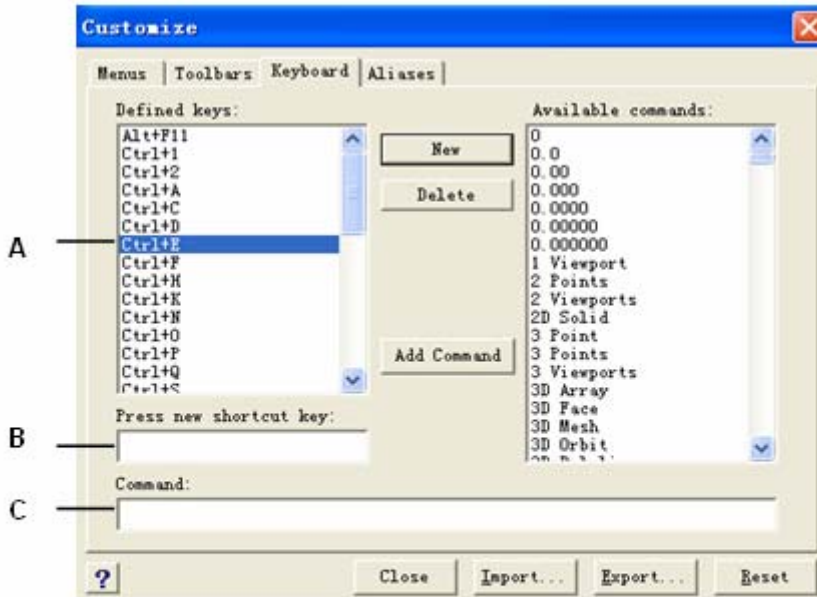 Customize
Menus Toolbars Keyboard Aliases
Defined keys:
Alt+F11
Ctrl+1
Ctrl+2
Ctrl+A
Ctrl+C
Ctrl+D
Ctrl+E
Ctrl+F
Ctrl+H
Ctrl+K
Ctrl+N
Ctrl+O
Ctrl+P
Ctrl+Q
Ctrl+S
New
Delete
Add Command
Available commands:
0
0.0
0.00
0.000
0.0000
0.00000
0.000000
1 Viewport
2 Points
2 Viewports
2D Solid
3 Point
3 Points
3 Viewports
3D Array
3D Face
3D Mesh
3D Orbit
A
Press new shortcut key:
B
Command:
C
?
Close Import... Export... Reset